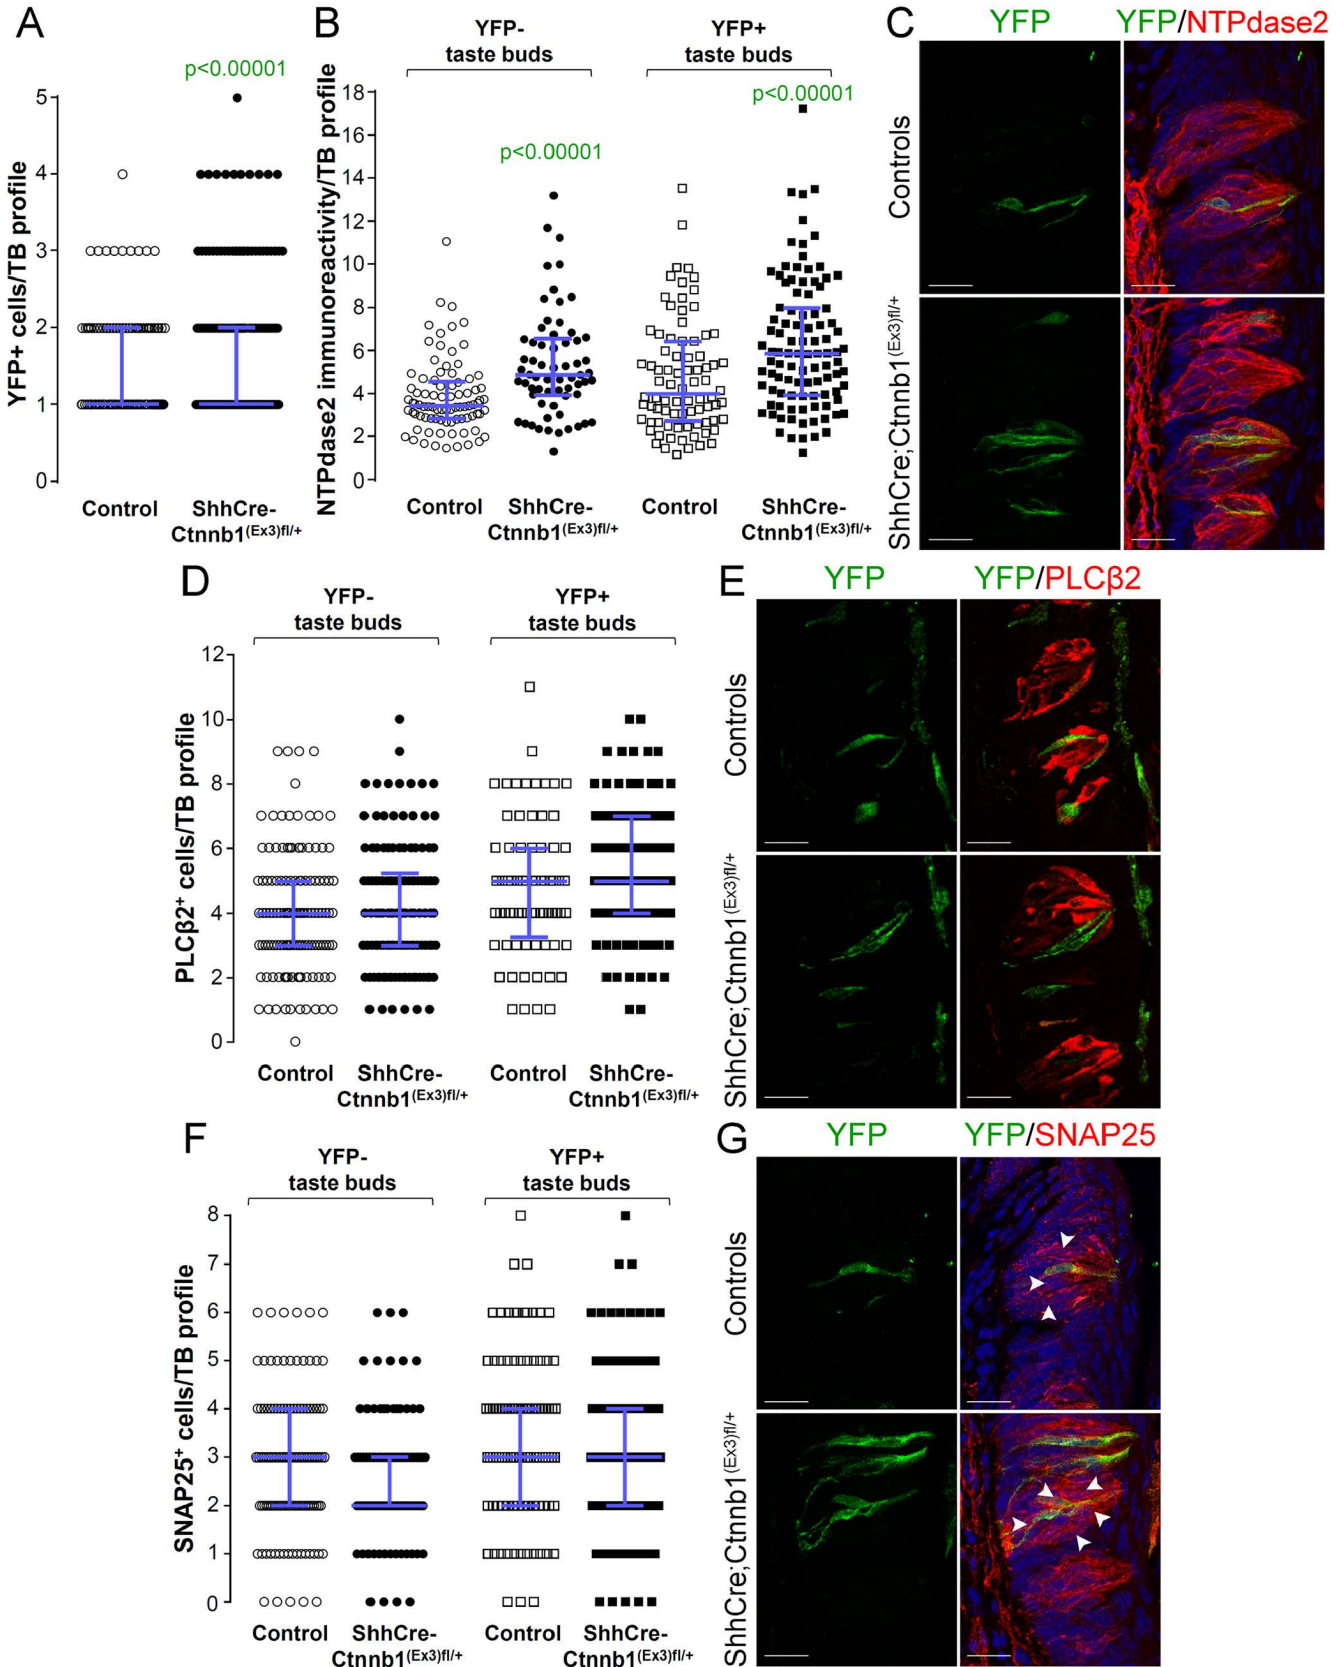 A
p<0.00001
YFP+ cells/TB profile
5
4
3
2
1
0
Control
ShhCre-
Ctnnb1(Ex3)fl/+
B
YFP-
taste buds
YFP+
taste buds
p<0.00001
p<0.00001
NTPdase2 immunoreactivity/TB profile
18
16
14
12
10
8
6
4
2
0
Control
ShhCre-
Ctnnb1(Ex3)fl/+
Control
ShhCre-
Ctnnb1(Ex3)fl/+
C
YFP
YFP/NTPdase2
Controls
ShhCre;Ctnnb1(Ex3)fl/+
D
YFP-
taste buds
YFP+
taste buds
PLCβ2+ cells/TB profile
12
10
8
6
4
2
0
Control
ShhCre-
Ctnnb1(Ex3)fl/+
Control
ShhCre-
Ctnnb1(Ex3)fl/+
E
YFP
YFP/PLCβ2
Controls
ShhCre;Ctnnb1(Ex3)fl/+
F
YFP-
taste buds
YFP+
taste buds
SNAP25+ cells/TB profile
8
7
6
5
4
3
2
1
0
Control
ShhCre-
Ctnnb1(Ex3)fl/+
Control
ShhCre-
Ctnnb1(Ex3)fl/+
G
YFP
YFP/SNAP25
Controls
ShhCre;Ctnnb1(Ex3)fl/+